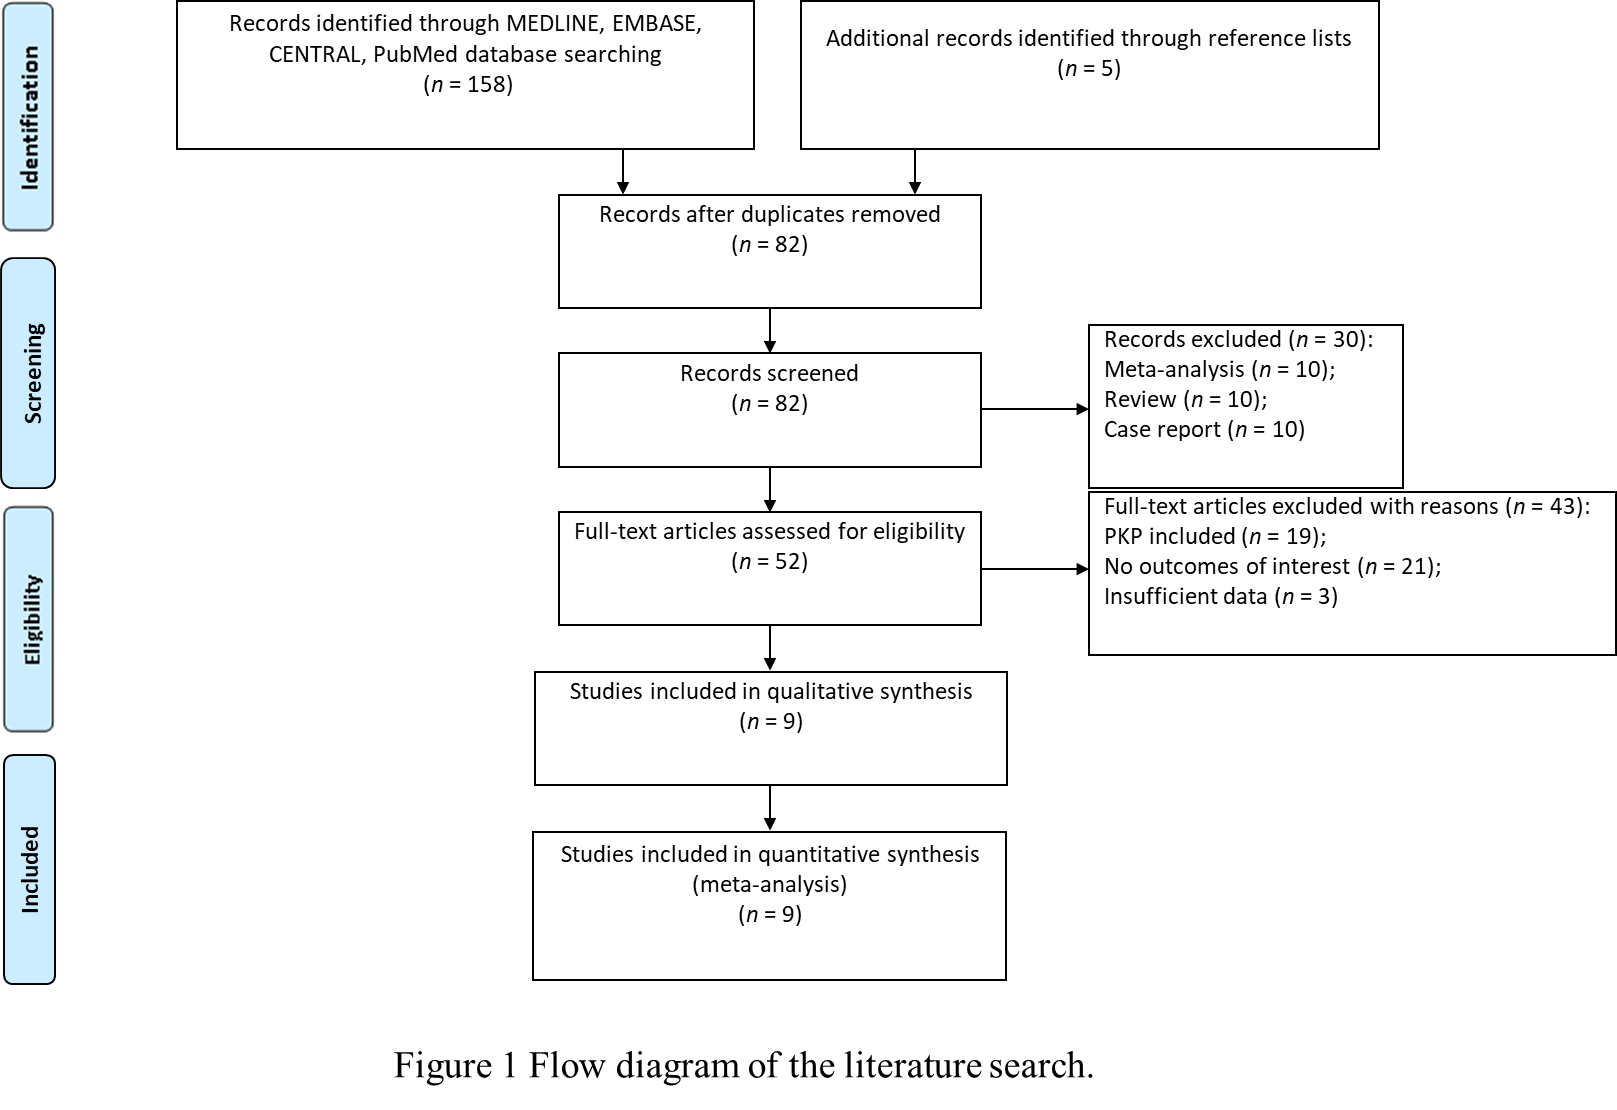 Identification
Records identified through MEDLINE, EMBASE,
CENTRAL, PubMed database searching
(n = 158)
Additional records identified through reference lists
(n = 5)
Records after duplicates removed
(n = 82)
Screening
Records screened
(n = 82)
Records excluded (n = 30):
Meta-analysis (n = 10);
Review (n = 10);
Case report (n = 10)
Eligibility
Full-text articles assessed for eligibility
(n = 52)
Full-text articles excluded with reasons (n = 43):
PKP included (n = 19);
No outcomes of interest (n = 21);
Insufficient data (n = 3)
Studies included in qualitative synthesis
(n = 9)
Included
Studies included in quantitative synthesis
(meta-analysis)
(n = 9)
Figure 1 Flow diagram of the literature search.